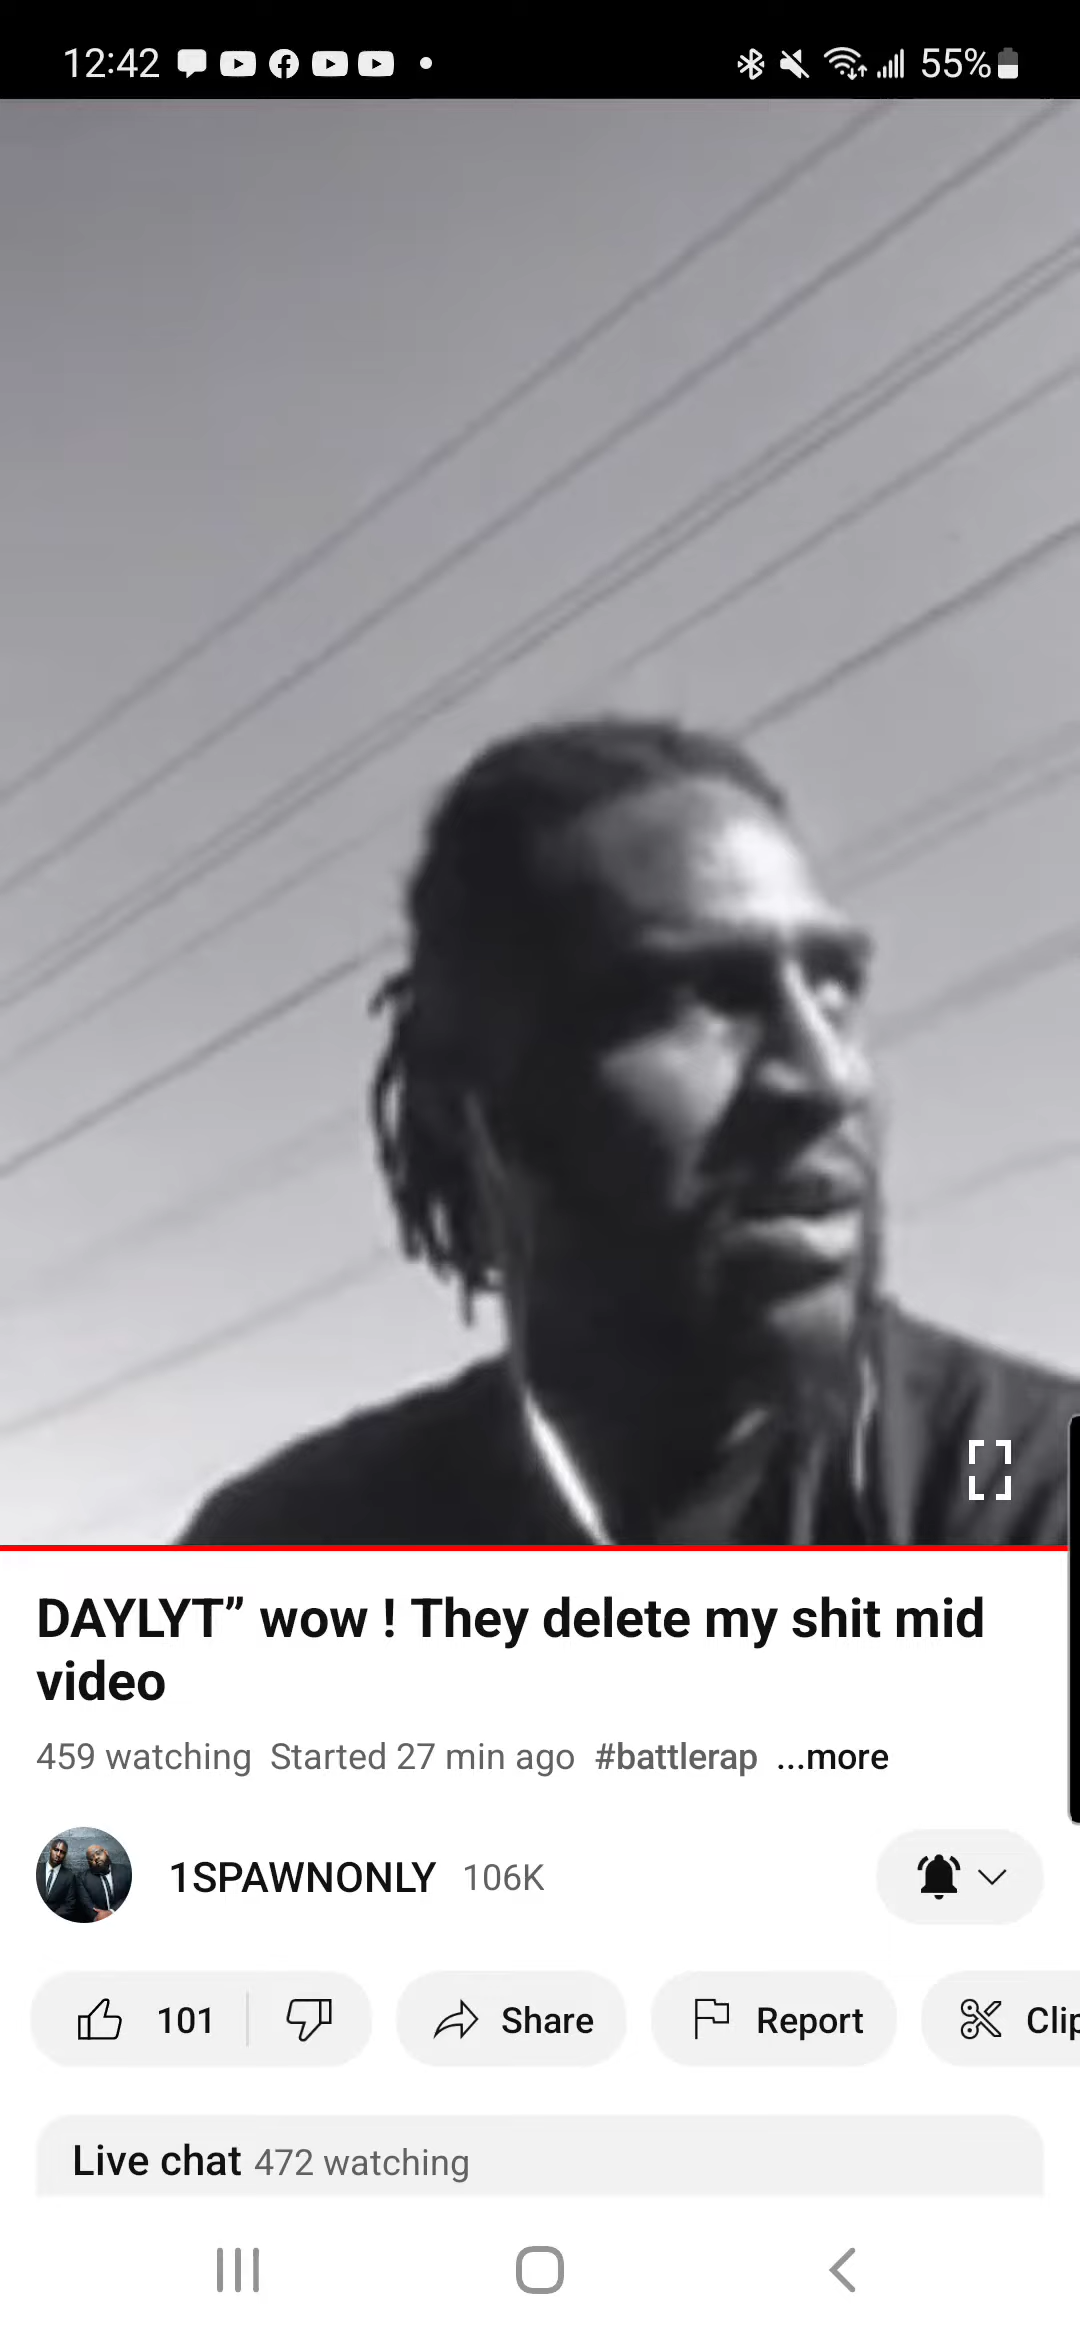 12:42 55%
DAYLYT” wow ! They delete my shit mid
video
459 watching Started 27 min ago #battlerap ...more
1SPAWNONLY 106K
101 Share Report Clip
Live chat 472 watching